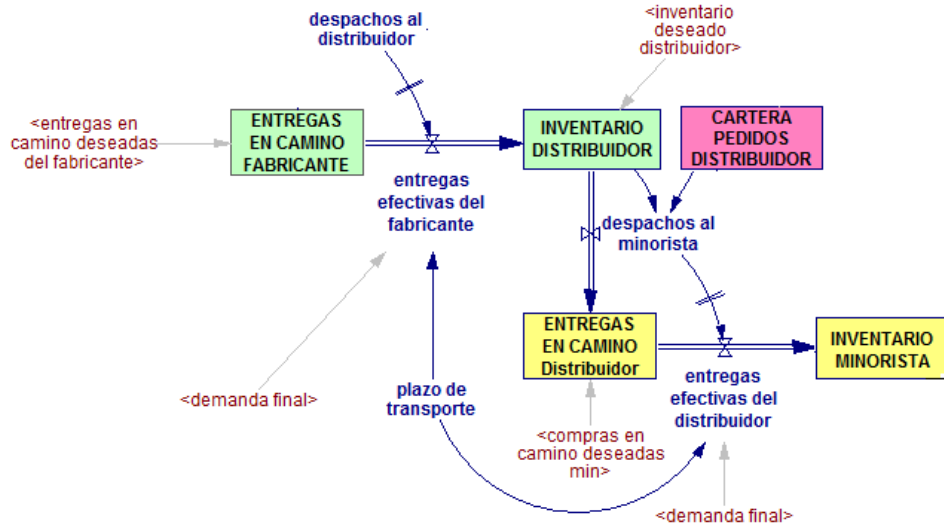 despachos al
distribuidor
<inventario
deseado
distribuidor>
<entregas en
camino deseadas
del fabricante>
ENTREGAS
EN CAMINO
FABRICANTE
INVENTARIO
DISTRIBUIDOR
CARTERA
PEDIDOS
DISTRIBUIDOR
entregas
efectivas del
fabricante
despachos al
minorista
ENTREGAS
EN CAMINO
Distribuidor
INVENTARIO
MINORISTA
<demanda final>
plazo de
transporte
entregas
efectivas del
distribuidor
<compras en
camino deseadas
min>
<demanda final>